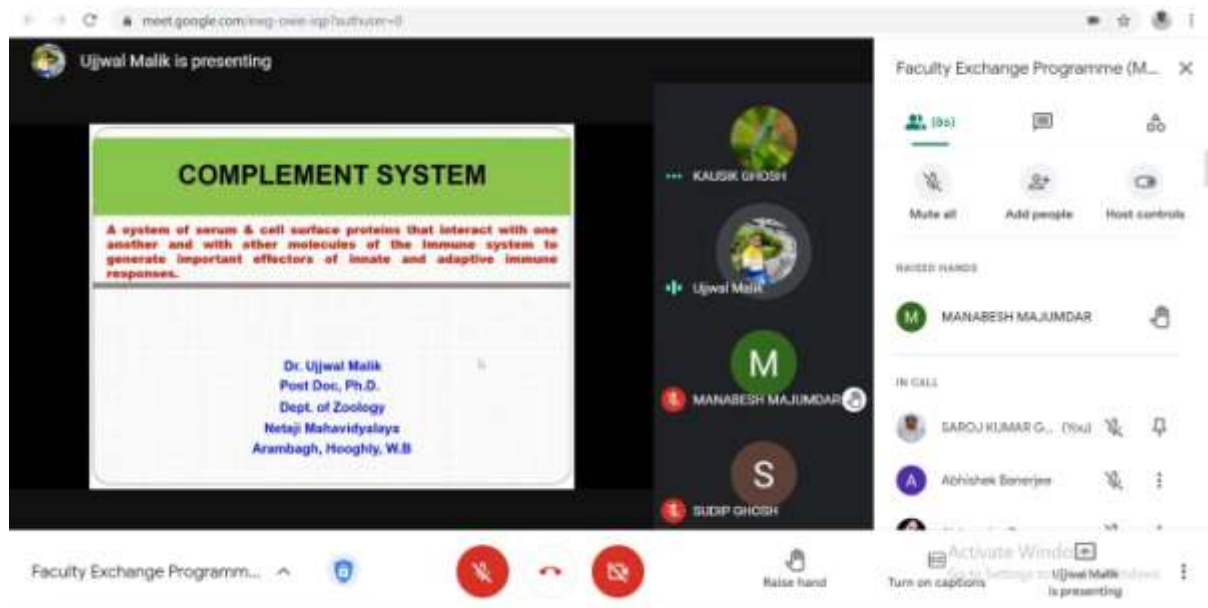 meet.google.com/
Ujjwal Malik is presenting
COMPLEMENT SYSTEM
A system of serum & cell surface proteins that interact with one
another and with other molecules of the immune system to
generate important effectors of innate and adaptive immune
responses.
Dr. Ujjwal Malik
Post Doc, Ph.D.
Dept. of Zoology
Netaji Mahavidyalaya
Arambagh, Hooghly, W.B
KAUSIK GHOSH
Ujjwal Malik
M
MANABESH MAJUMDAR
S
SUDIP GHOSH
Faculty Exchange Programme (M...
(86)
Mute all
Add people
Host controls
RAISED HANDS
M MANABESH MAJUMDAR
IN CALL
SAROJ KUMAR G... (You)
A Abhishek Banerjee
Faculty Exchange Programm...
Raise hand
Turn on captions
Activate Windo
Ujjwal Malik
is presenting